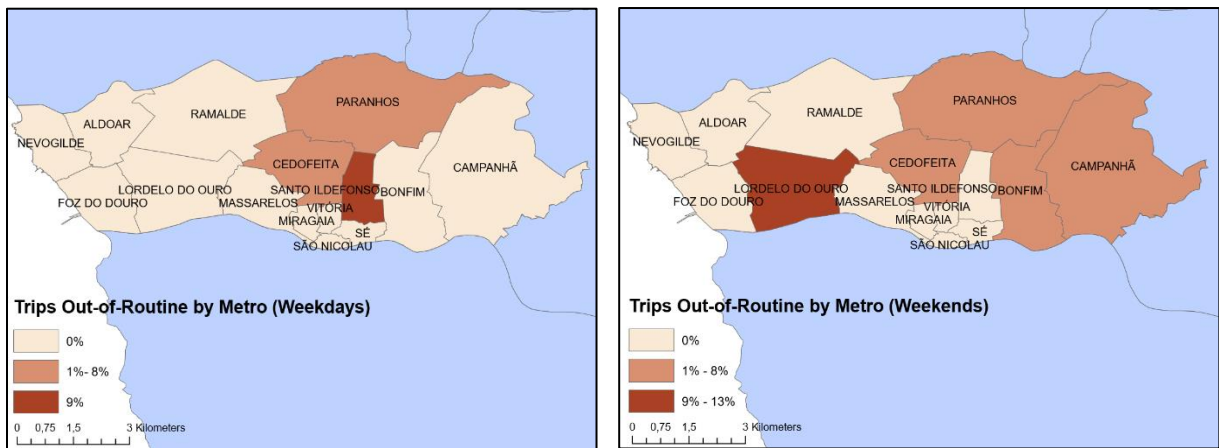 PARANHOS
RAMALDE
ALDOAR
NEVOGILDE
CEDOFEITA
CAMPANHÃ
LORDELO DO OURO
SANTO ILDEFONSO
BONFIM
FOZ DO DOURO
MASSARELOS
VITÓRIA
MIRAGAIA
SÉ
SÃO NICOLAU
Trips Out-of-Routine by Metro (Weekdays)
0%
1%- 8%
9%
0 0,75 1,5 3 Kilometers
PARANHOS
RAMALDE
ALDOAR
NEVOGILDE
CEDOFEITA
CAMPANHÃ
LORDELO DO OURO
SANTO ILDEFONSO
BONFIM
FOZ DO DOURO
MASSARELOS
VITÓRIA
MIRAGAIA
SÉ
SÃO NICOLAU
Trips Out-of-Routine by Metro (Weekends)
0%
1% - 8%
9% - 13%
0 0,75 1,5 3 Kilometers